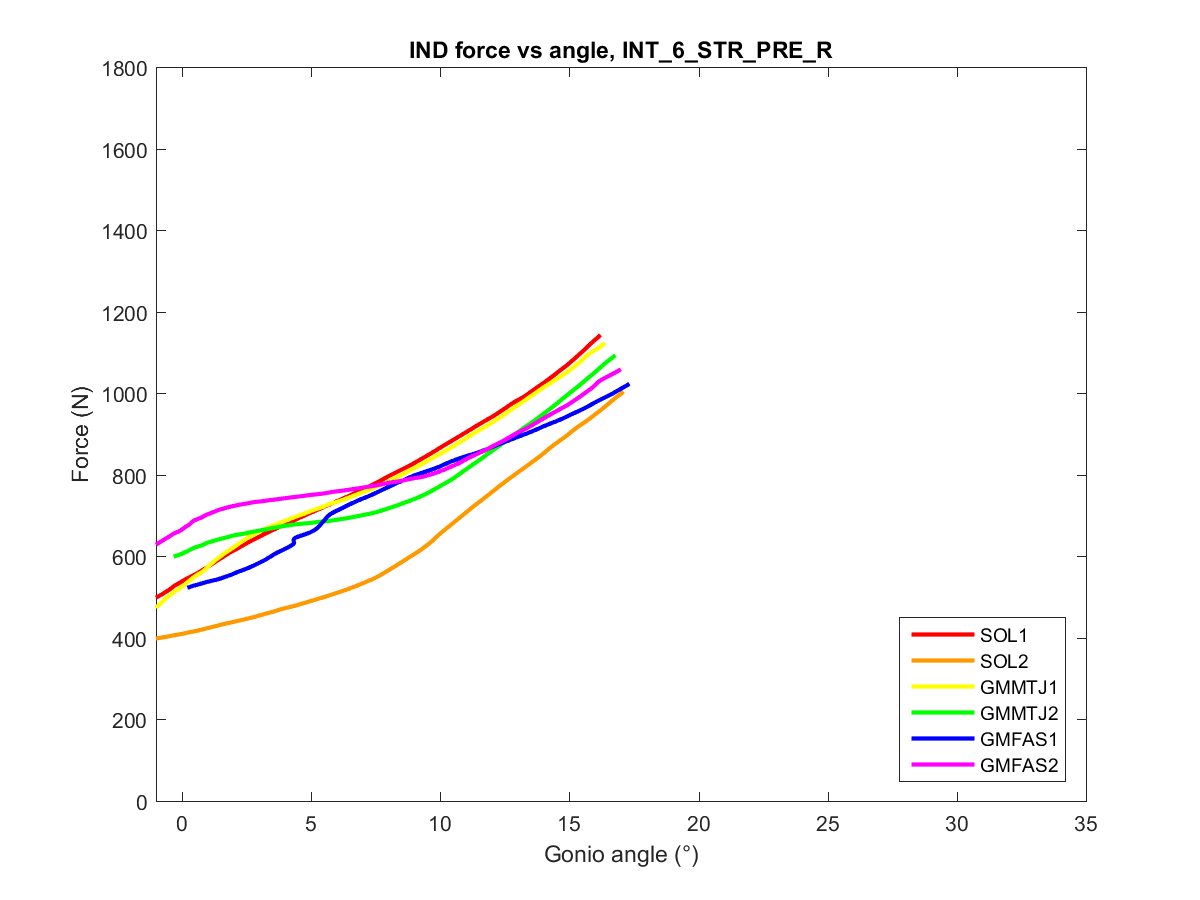 IND force vs angle, INT_6_STR_PRE_R
1800
1600
1400
1200
1000
800
600
400
200
0
Force (N)
0 5 10 15 20 25 30 35
Gonio angle (°)
SOL1
SOL2
GMMTJ1
GMMTJ2
GMFAS1
GMFAS2